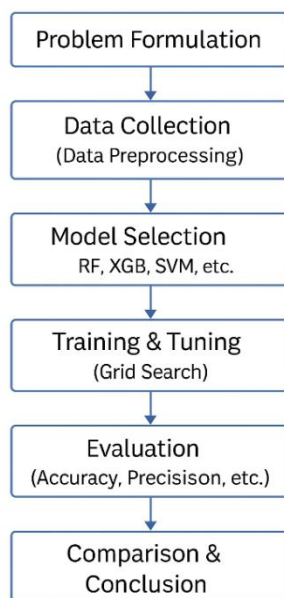 Problem Formulation
Data Collection
(Data Preprocessing)
Model Selection
RF, XGB, SVM, etc.
Training & Tuning
(Grid Search)
Evaluation
(Accuracy, Precisison, etc.)
Comparison &
Conclusion